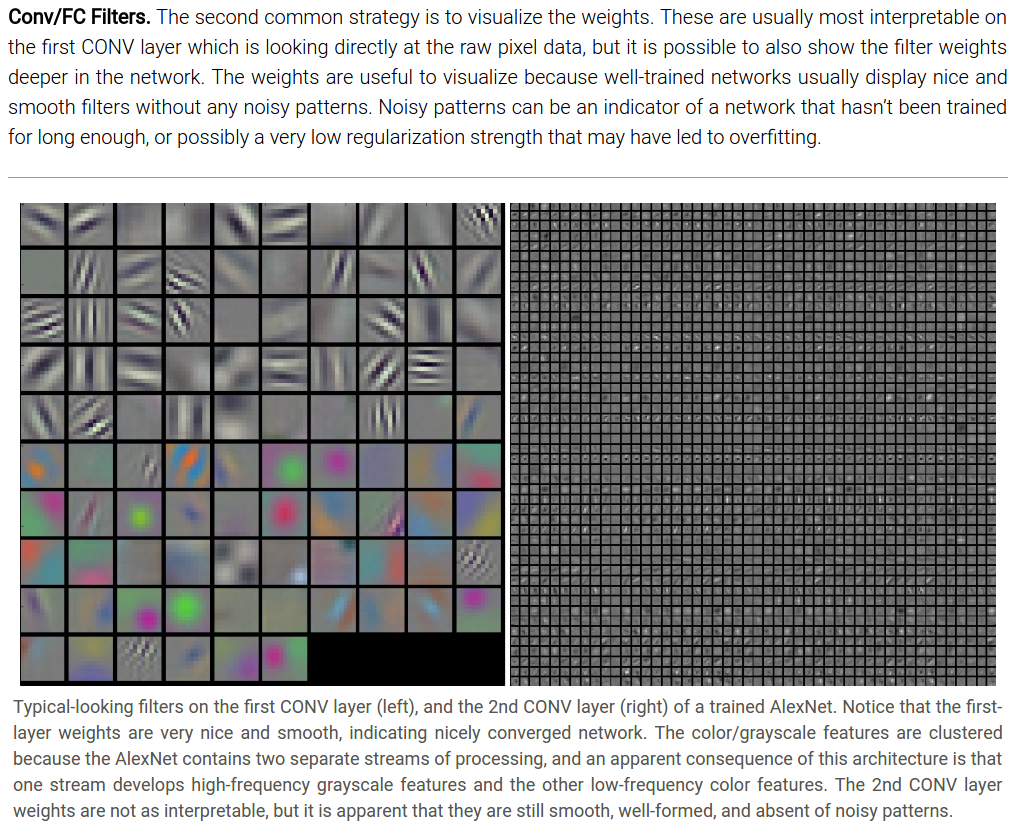 Conv/FC Filters. The second common strategy is to visualize the weights. These are usually most interpretable on
the first CONV layer which is looking directly at the raw pixel data, but it is possible to also show the filter weights
deeper in the network. The weights are useful to visualize because well-trained networks usually display nice and
smooth filters without any noisy patterns. Noisy patterns can be an indicator of a network that hasn't been trained
for long enough, or possibly a very low regularization strength that may have led to overfitting.
Typical-looking filters on the first CONV layer (left), and the 2nd CONV layer (right) of a trained AlexNet. Notice that the first-
layer weights are very nice and smooth, indicating nicely converged network. The color/grayscale features are clustered
because the AlexNet contains two separate streams of processing, and an apparent consequence of this architecture is that
one stream develops high-frequency grayscale features and the other low-frequency color features. The 2nd CONV layer
weights are not as interpretable, but it is apparent that they are still smooth, well-formed, and absent of noisy patterns.